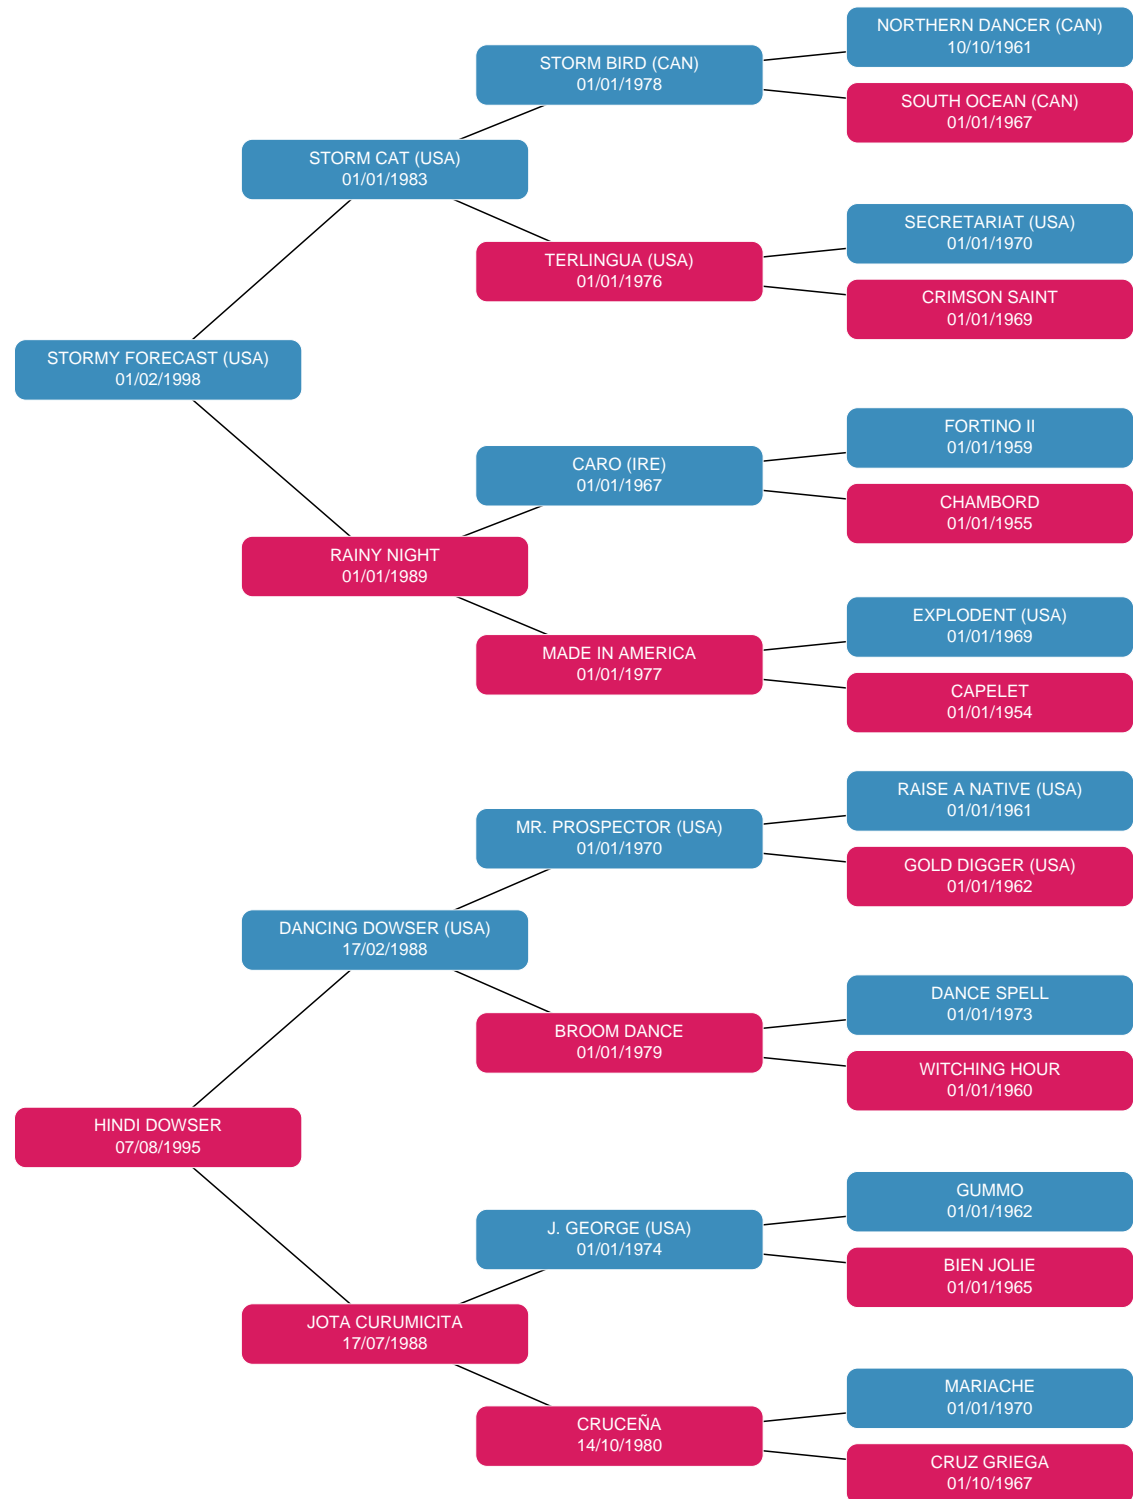 NORTHERN DANCER (CAN)
10/10/1961
STORM BIRD (CAN)
01/01/1978
SOUTH OCEAN (CAN)
01/01/1967
STORM CAT (USA)
01/01/1983
SECRETARIAT (USA)
01/01/1970
TERLINGUA (USA)
01/01/1976
CRIMSON SAINT
01/01/1969
STORMY FORECAST (USA)
01/02/1998
FORTINO II
01/01/1959
CARO (IRE)
01/01/1967
CHAMBORD
01/01/1955
RAINY NIGHT
01/01/1989
EXPLODENT (USA)
01/01/1969
MADE IN AMERICA
01/01/1977
CAPELET
01/01/1954
RAISE A NATIVE (USA)
01/01/1961
MR. PROSPECTOR (USA)
01/01/1970
GOLD DIGGER (USA)
01/01/1962
DANCING DOWSER (USA)
17/02/1988
DANCE SPELL
01/01/1973
BROOM DANCE
01/01/1979
WITCHING HOUR
01/01/1960
HINDI DOWSER
07/08/1995
GUMMO
01/01/1962
J. GEORGE (USA)
01/01/1974
BIEN JOLIE
01/01/1965
JOTA CURUMICITA
17/07/1988
MARIACHE
01/01/1970
CRUCEÑA
14/10/1980
CRUZ GRIEGA
01/10/1967